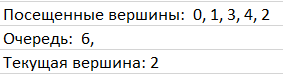 Посещенные вершины: 0, 1, 3, 4, 2
Очередь: 6,
Текущая вершина: 2